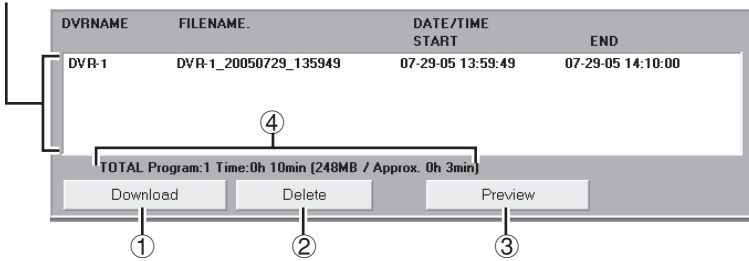 DVRNAME FILENAME. DATE/TIME
START END
DVR-1 DVR-1_20050729_135949 07-29-05 13:59:49 07-29-05 14:10:00
④
TOTAL Program:1 Time:0h 10min (248MB / Approx. 0h 3min)
Download Delete Preview
① ② ③